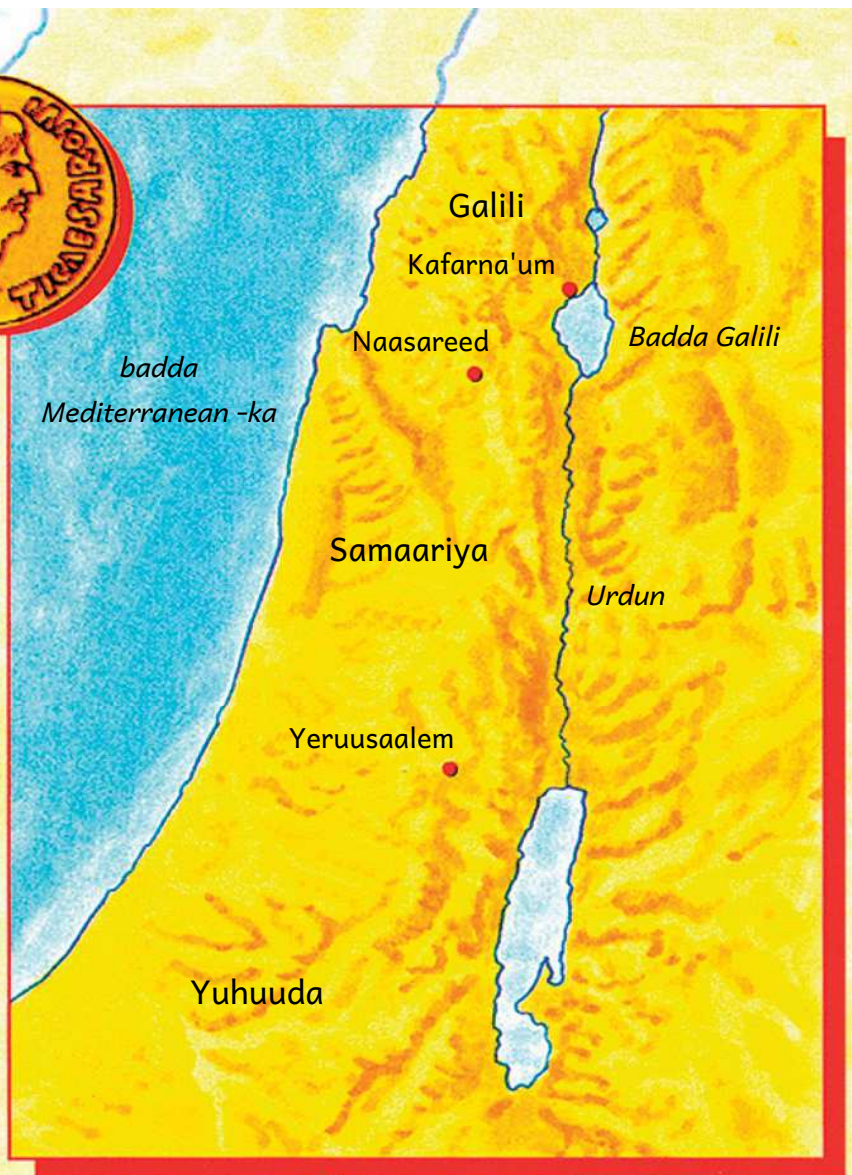 Galili
Kafarna'um
Naasareed
Badda Galili
badda
Mediterranean -ka
Samaariya
Urdun
Yeruusaalem
Yuhuuda